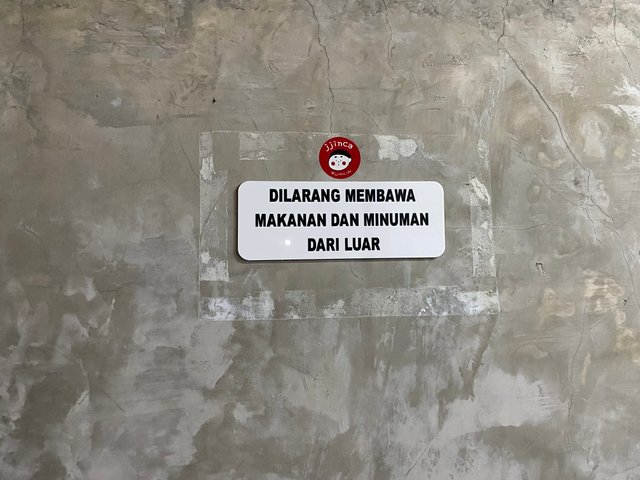 jjinca
DILARANG MEMBAWA
MAKANAN DAN MINUMAN
DARI LUAR